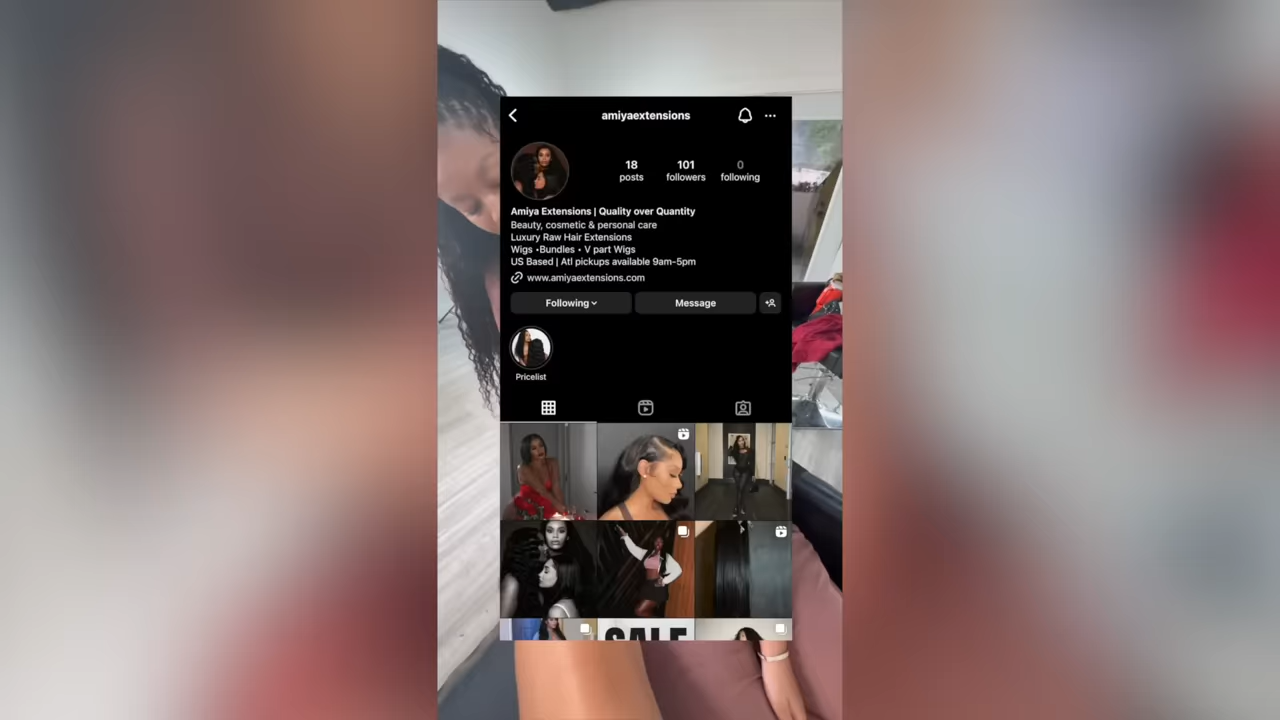 amiyaextensions
18
posts
101
followers
0
following
Amiya Extensions | Quality over Quantity
Beauty, cosmetic & personal care
Luxury Raw Hair Extensions
Wigs •Bundles • V part Wigs
US Based | Atl pickups available 9am-5pm
www.amiyaextensions.com
Following
Message
Pricelist
SALE